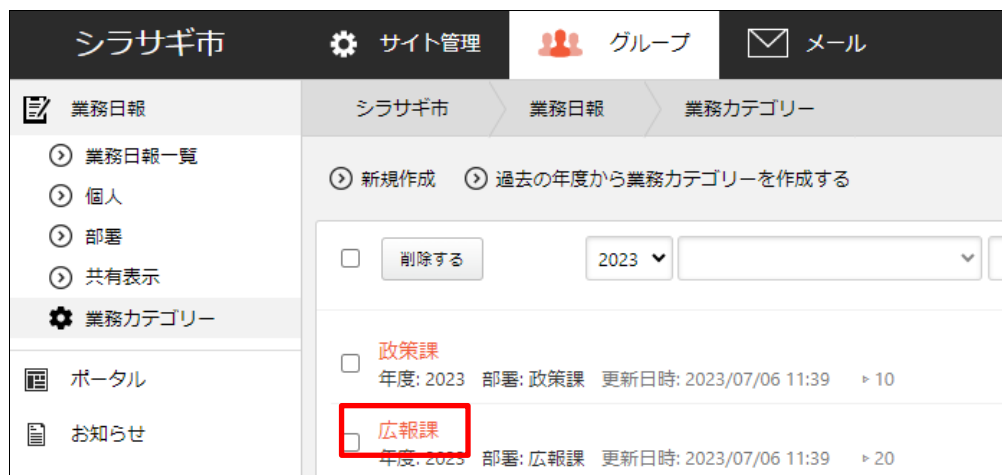 シラサギ市 サイト管理 グループ メール
業務日報
業務日報一覧
個人
部署
共有表示
業務カテゴリー
ポータル
お知らせ
シラサギ市 業務日報 業務カテゴリー
新規作成 過去の年度から業務カテゴリーを作成する
削除する 2023
政策課
年度: 2023 部署: 政策課 更新日時: 2023/07/06 11:39 ▹ 10
広報課
年度: 2023 部署: 広報課 更新日時: 2023/07/06 11:39 ▹ 20